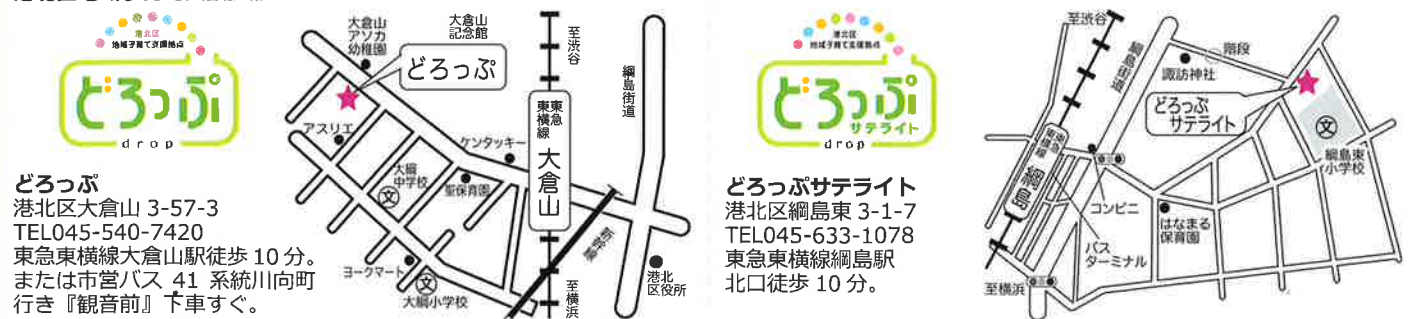 港北区
地域子育て支援拠点
どろっぷ
drop
どろっぷ
港北区大倉山 3-57-3
TEL045-540-7420
東急東横線大倉山駅徒歩 10 分。
または市営バス 41 系統川向町
行き『観音前』下車すぐ。
大倉山
アソカ
幼稚園
大倉山
記念館
どろっぷ
至渋谷
綱島街道
アスリエ
ケンタッキー
東急
東横線
大倉山
大綱
中学校
文
聖保育園
新幹線
ヨークマート
文
大綱小学校
港北
区役所
至横浜
港北区
地域子育て支援拠点
どろっぷ
サテライト
drop
どろっぷサテライト
港北区綱島東 3-1-7
TEL045-633-1078
東急東横線綱島駅
北口徒歩 10 分。
至渋谷
綱島街道
階段
諏訪神社
どろっぷ
サテライト
文
綱島東
小学校
東急
東横線
綱島
コンビニ
はなまる
保育園
バス
ターミナル
至横浜